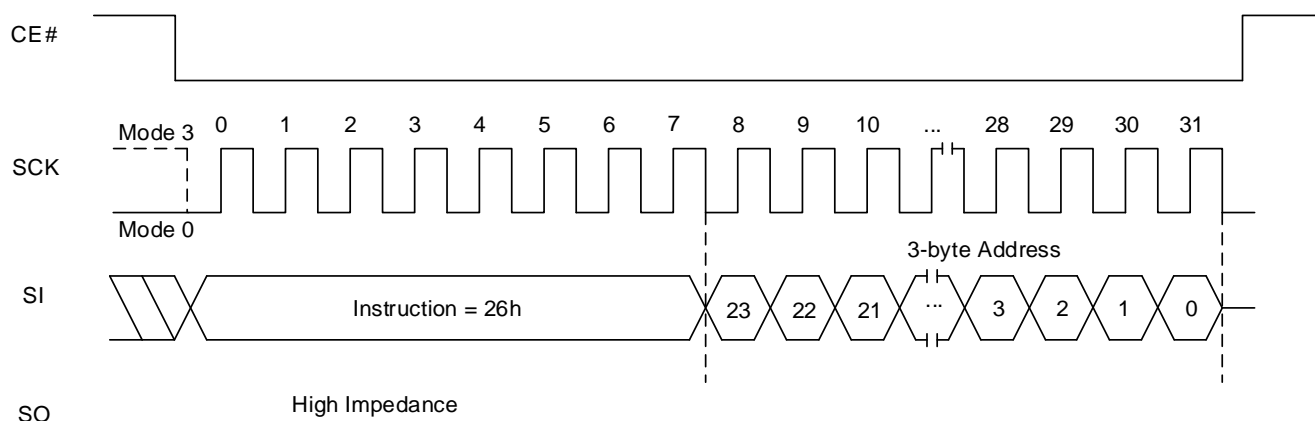 CE#
Mode 3 0 1 2 3 4 5 6 7 8 9 10 ... 28 29 30 31
SCK
Mode 0
3-byte Address
SI Instruction = 26h 23 22 21 ... 3 2 1 0
High Impedance
SO